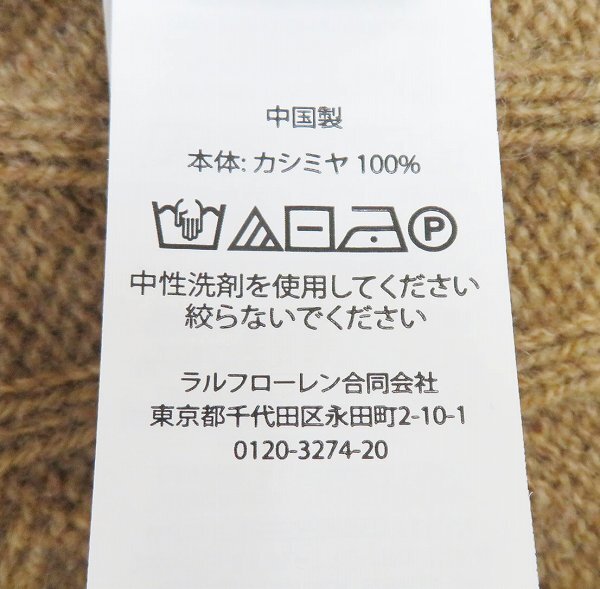 中国製
本体: カシミヤ 100%
P
中性洗剤を使用してください
絞らないでください
ラルフローレン合同会社
東京都千代田区永田町2-10-1
0120-3274-20